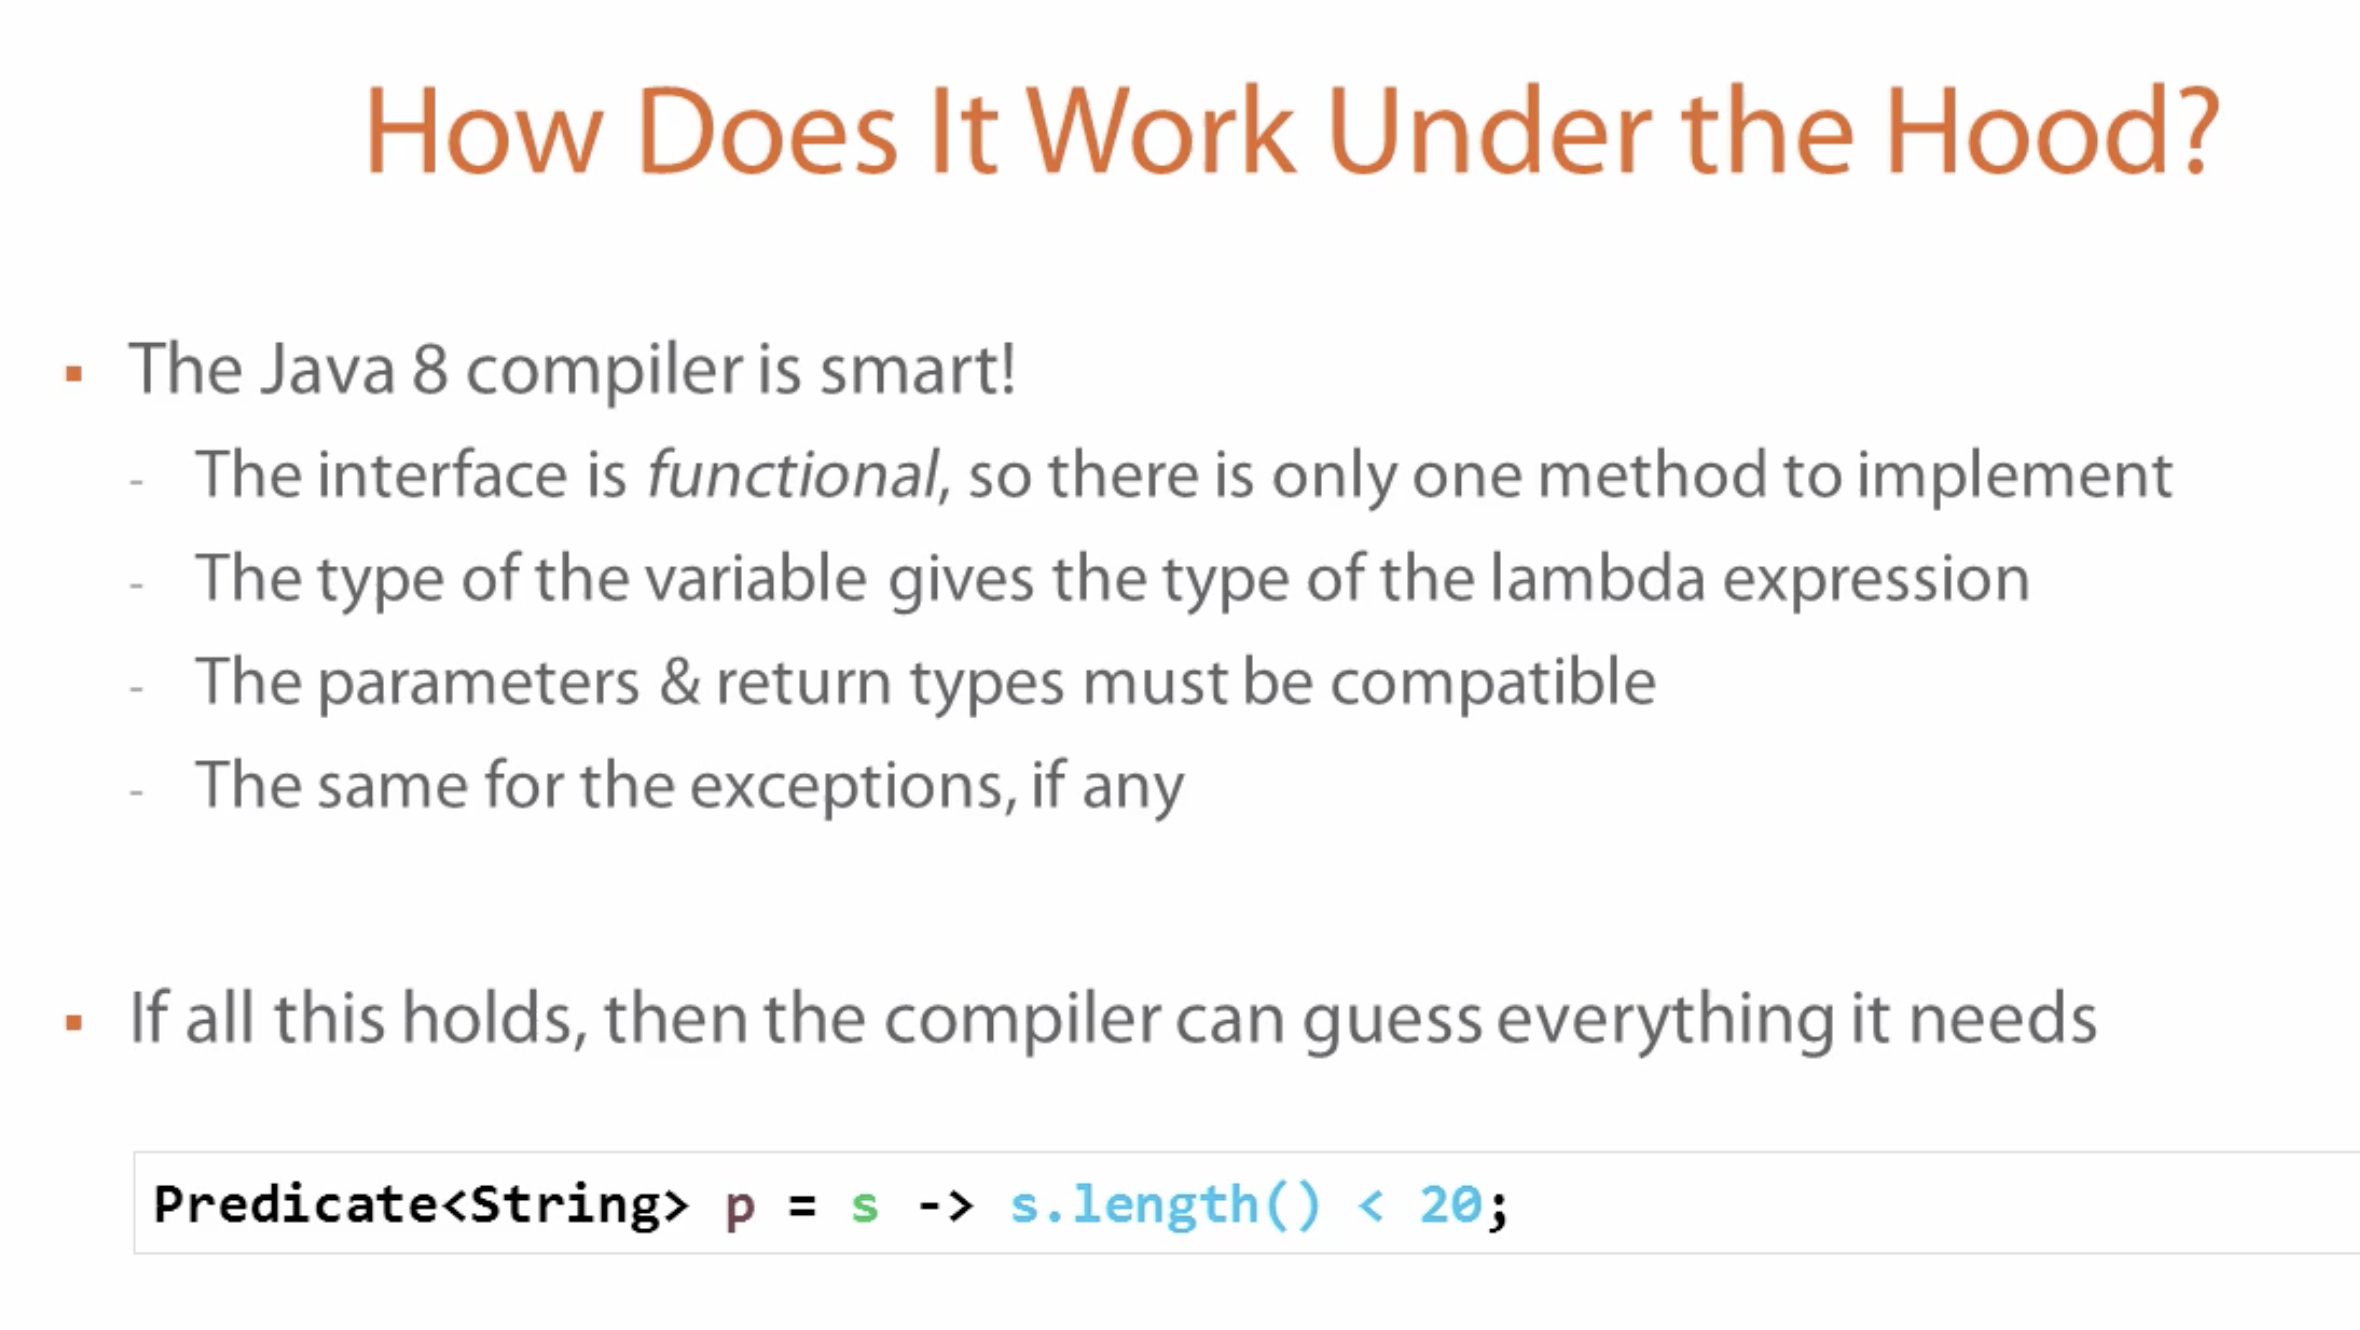 How Does It Work Under the Hood?
▪ The Java 8 compiler is smart!
- The interface is functional, so there is only one method to implement
- The type of the variable gives the type of the lambda expression
- The parameters & return types must be compatible
- The same for the exceptions, if any
▪ If all this holds, then the compiler can guess everything it needs
Predicate<String> p = s -> s.length() < 20;